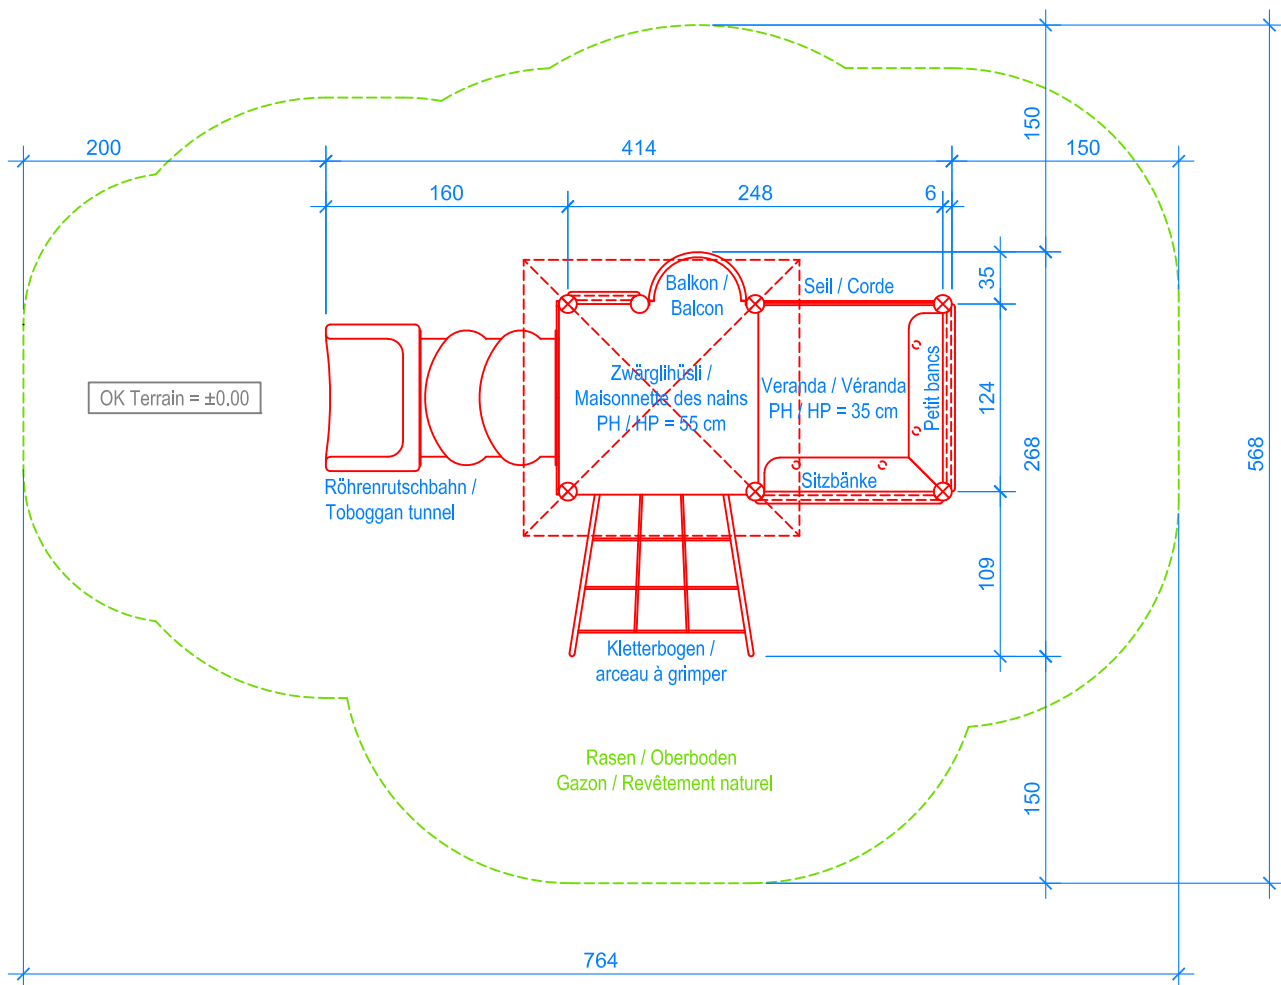 150
200
414
150
160
248
6
35
Balkon /
Balcon
Seil / Corde
Zwärglihüsli /
Maisonnette des nains
PH / HP = 55 cm
Veranda / Véranda
PH / HP = 35 cm
Petit bancs
124
OK Terrain = ±0.00
268
568
Sitzbänke
Röhrenrutschbahn /
Toboggan tunnel
109
Kletterbogen /
arceau à grimper
Rasen / Oberboden
Gazon / Revêtement naturel
150
764